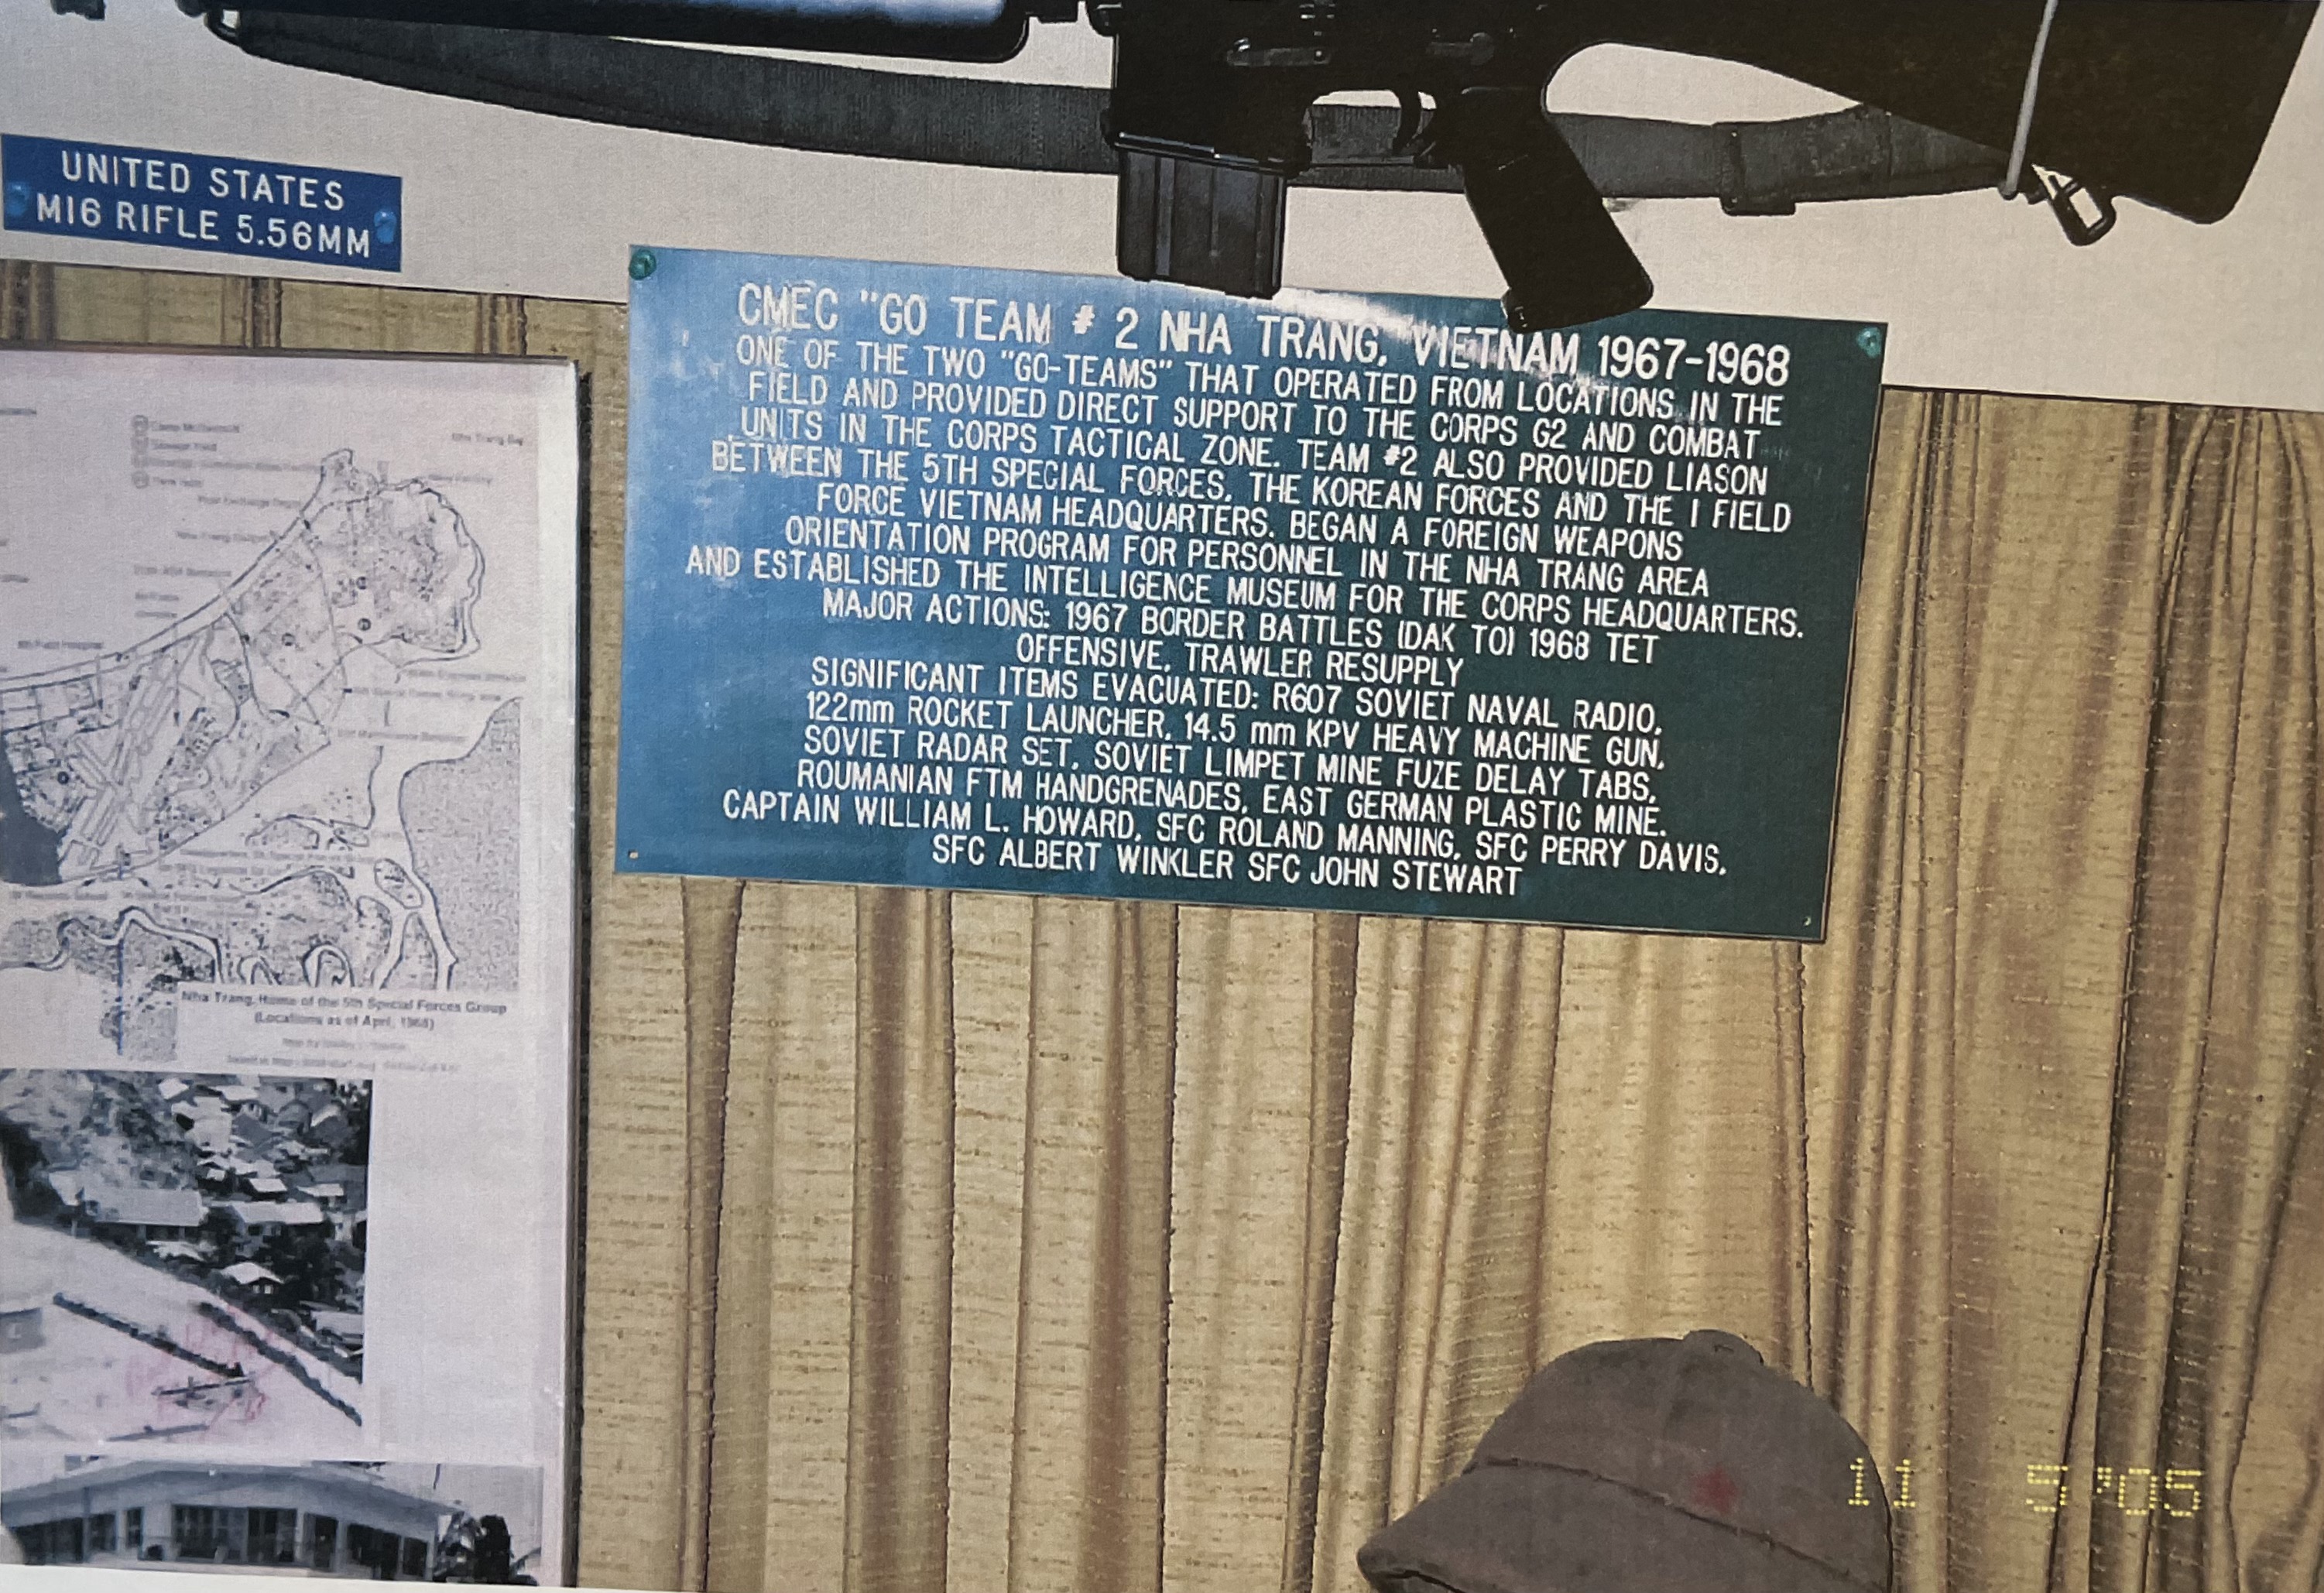 UNITED STATES
M16 RIFLE 5.56MM
CMEC "GO TEAM # 2 NHA TRANG, VIETNAM 1967-1968
ONE OF THE TWO "GO-TEAMS" THAT OPERATED FROM LOCATIONS IN THE
FIELD AND PROVIDED DIRECT SUPPORT TO THE CORPS G2 AND COMBAT
UNITS IN THE CORPS TACTICAL ZONE. TEAM #2 ALSO PROVIDED LIASON
BETWEEN THE 5TH SPECIAL FORCES, THE KOREAN FORCES AND THE I FIELD
FORCE VIETNAM HEADQUARTERS. BEGAN A FOREIGN WEAPONS
ORIENTATION PROGRAM FOR PERSONNEL IN THE NHA TRANG AREA
AND ESTABLISHED THE INTELLIGENCE MUSEUM FOR THE CORPS HEADQUARTERS.
MAJOR ACTIONS: 1967 BORDER BATTLES (DAK TO) 1968 TET
OFFENSIVE, TRAWLER RESUPPLY
SIGNIFICANT ITEMS EVACUATED: R607 SOVIET NAVAL RADIO,
122mm ROCKET LAUNCHER, 14.5 mm KPV HEAVY MACHINE GUN,
SOVIET RADAR SET, SOVIET LIMPET MINE FUZE DELAY TABS,
ROUMANIAN FTM HANDGRENADES, EAST GERMAN PLASTIC MINE.
CAPTAIN WILLIAM L. HOWARD, SFC ROLAND MANNING, SFC PERRY DAVIS,
SFC ALBERT WINKLER SFC JOHN STEWART
Nha Trang Bay
Nha Trang, Home of the 5th Special Forces Group
(Locations as of April, 1968)
11 5 '05